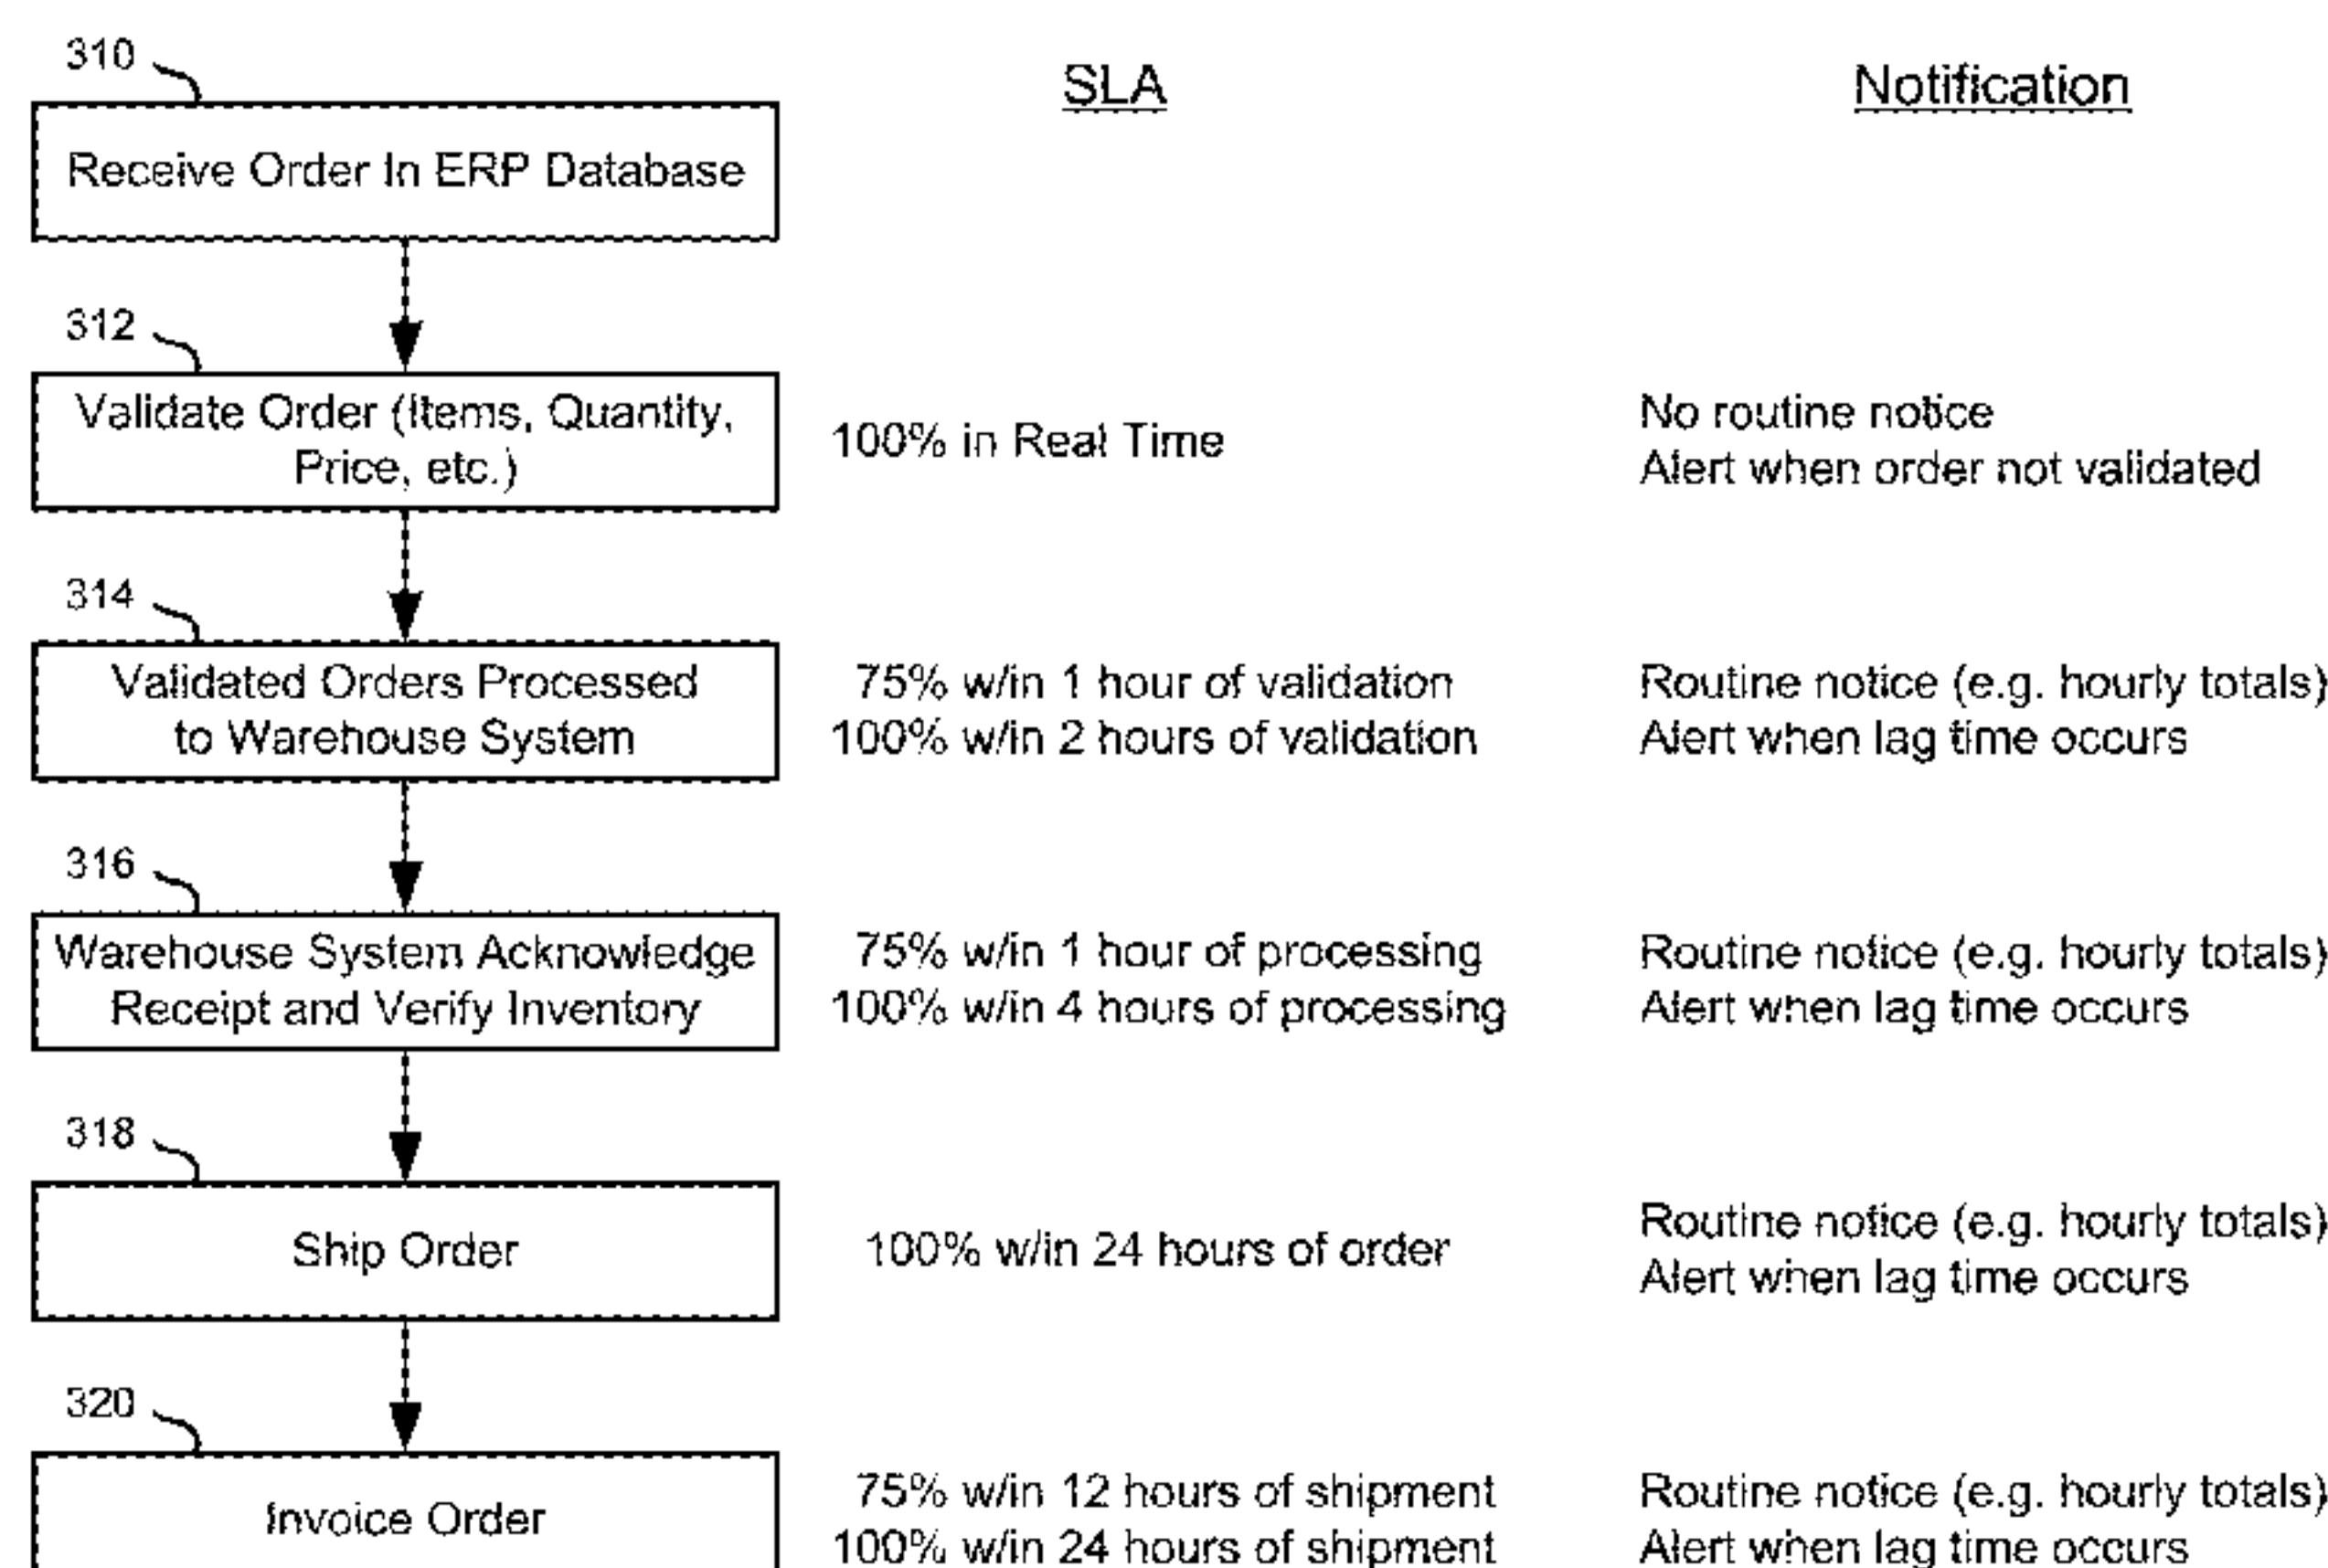 310
SLA
Notification
Receive Order In ERP Database
312
Validate Order (Items, Quantity,
Price, etc.)
100% in Real Time
No routine notice
Alert when order not validated
314
Validated Orders Processed
to Warehouse System
75% w/in 1 hour of validation
100% w/in 2 hours of validation
Routine notice (e.g. hourly totals)
Alert when lag time occurs
316
Warehouse System Acknowledge
Receipt and Verify Inventory
75% w/in 1 hour of processing
100% w/in 4 hours of processing
Routine notice (e.g. hourly totals)
Alert when lag time occurs
318
Ship Order
100% w/in 24 hours of order
Routine notice (e.g. hourly totals)
Alert when lag time occurs
320
Invoice Order
75% w/in 12 hours of shipment
100% w/in 24 hours of shipment
Routine notice (e.g. hourly totals)
Alert when lag time occurs